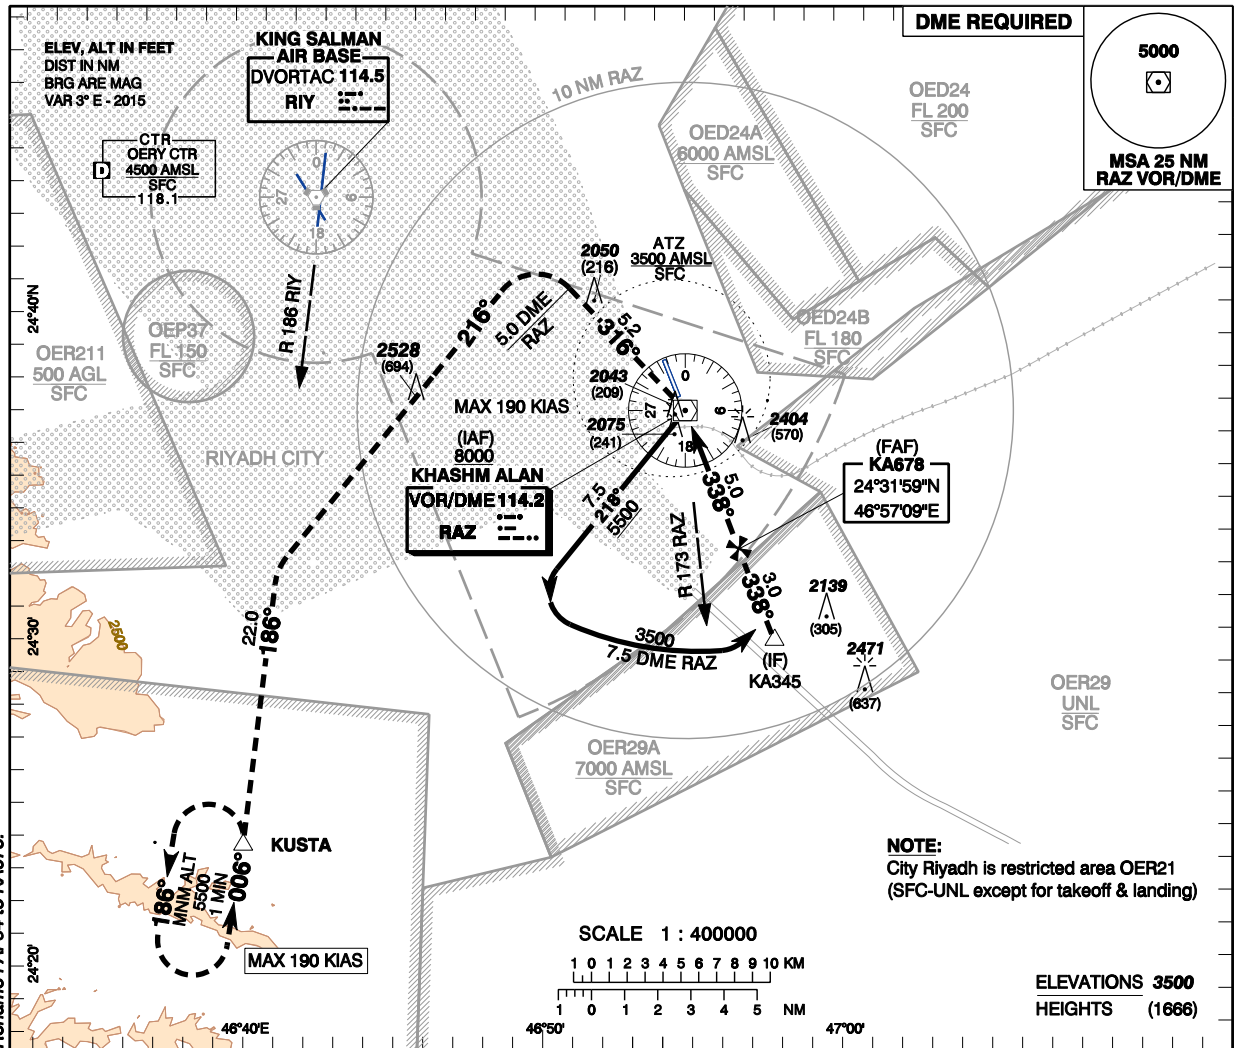 DME REQUIRED
5000
MSA 25 NM
RAZ VOR/DME
ELEV, ALT IN FEET
DIST IN NM
BRG ARE MAG
VAR 3° E - 2015
KING SALMAN
AIR BASE
DVORTAC 114.5
RIY
CTR
OERY CTR
4500 AMSL
SFC
118.1
D
0
9
18
27
10 NM RAZ
OED24
FL 200
SFC
OED24A
6000 AMSL
SFC
ATZ
3500 AMSL
SFC
2050
(216)
OED24B
FL 180
SFC
24°40'N
R 186 RIY
216°
5.0 DME
RAZ
5.2
316°
OEP37
FL 150
SFC
OER211
500 AGL
SFC
2528
(694)
2043
(209)
MAX 190 KIAS
2075
(241)
0
9
18
27
2404
(570)
RIYADH CITY
(IAF)
8000
KHASHM ALAN
VOR/DME 114.2
RAZ
(FAF)
KA678
24°31'59"N
46°57'09"E
7.5
218°
5500
5.0
338°
R 173 RAZ
3.0
338°
2139
(305)
2471
(637)
24°30'
2500
22.0
186°
3500
7.5 DME RAZ
(IF)
KA345
OER29
UNL
SFC
OER29A
7000 AMSL
SFC
KUSTA
186°
MNM ALT
5500
1 MIN
006°
MAX 190 KIAS
NOTE:
City Riyadh is restricted area OER21
(SFC-UNL except for takeoff & landing)
SCALE 1 : 400000
1 0 1 2 3 4 5 6 7 8 9 10 KM
1 0 1 2 3 4 5 NM
ELEVATIONS 3500
HEIGHTS (1666)
24°20'
46°40'E
46°50'
47°00'